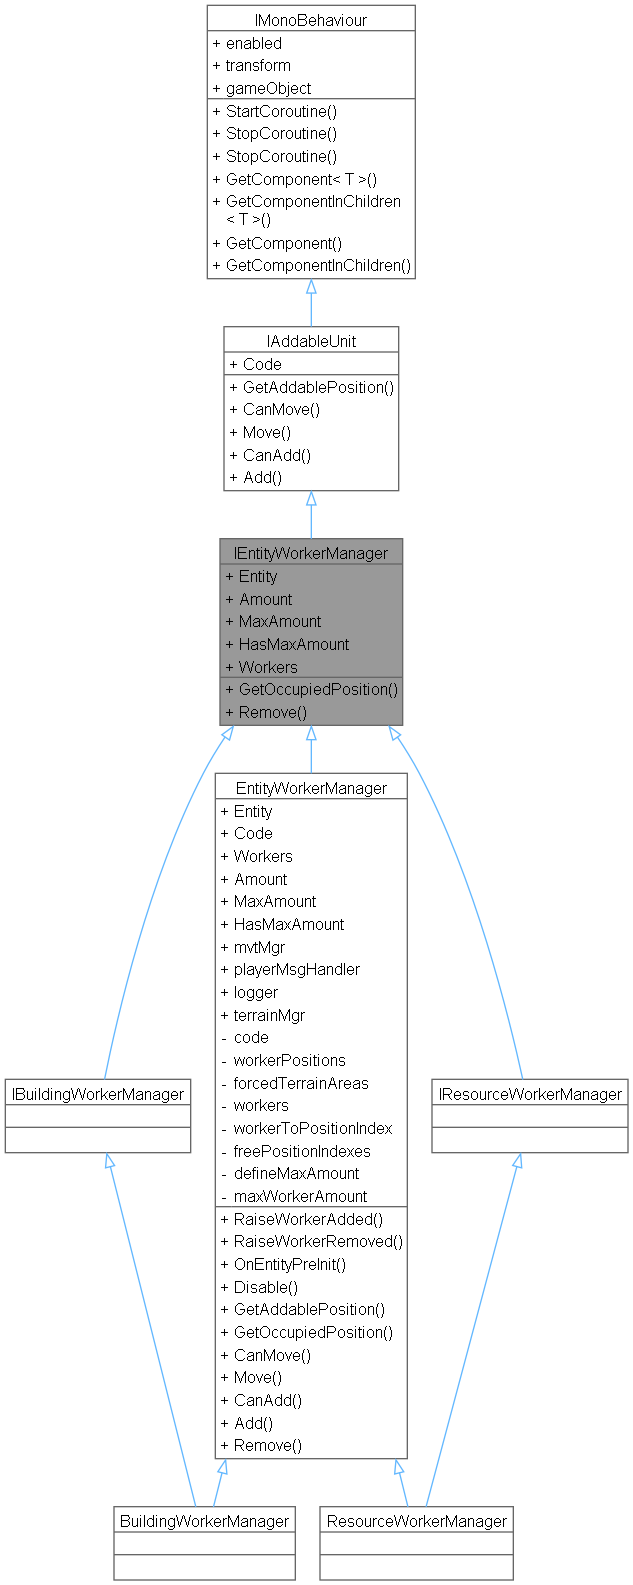 IMonoBehaviour
+ enabled
+ transform
+ gameObject
+ StartCoroutine()
+ StopCoroutine()
+ StopCoroutine()
+ GetComponent< T >()
+ GetComponentInChildren
< T >()
+ GetComponent()
+ GetComponentInChildren()
IAddableUnit
+ Code
+ GetAddablePosition()
+ CanMove()
+ Move()
+ CanAdd()
+ Add()
IEntityWorkerManager
+ Entity
+ Amount
+ MaxAmount
+ HasMaxAmount
+ Workers
+ GetOccupiedPosition()
+ Remove()
EntityWorkerManager
+ Entity
+ Code
+ Workers
+ Amount
+ MaxAmount
+ HasMaxAmount
+ mvtMgr
+ playerMsgHandler
+ logger
+ terrainMgr
- code
- workerPositions
- forcedTerrainAreas
- workers
- workerToPositionIndex
- freePositionIndexes
- defineMaxAmount
- maxWorkerAmount
+ RaiseWorkerAdded()
+ RaiseWorkerRemoved()
+ OnEntityPreInit()
+ Disable()
+ GetAddablePosition()
+ GetOccupiedPosition()
+ CanMove()
+ Move()
+ CanAdd()
+ Add()
+ Remove()
IBuildingWorkerManager
IResourceWorkerManager
BuildingWorkerManager
ResourceWorkerManager